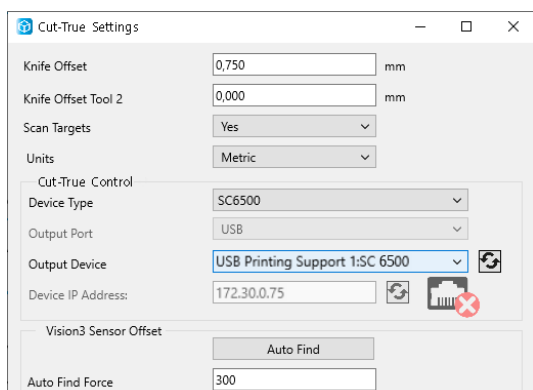 Cut-True Settings
Knife Offset 0,750 mm
Knife Offset Tool 2 0,000 mm
Scan Targets Yes
Units Metric
Cut-True Control
Device Type SC6500
Output Port USB
Output Device USB Printing Support 1:SC 6500
Device IP Address: 172.30.0.75
Vision3 Sensor Offset
Auto Find
Auto Find Force 300